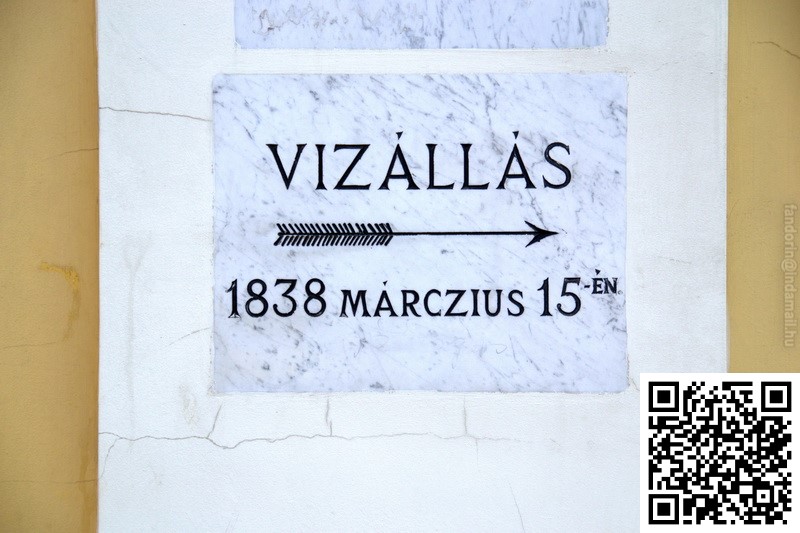 VIZÁLLÁS
1838 MÁRCZIUS 15-ÉN
fandorin@indamail.hu